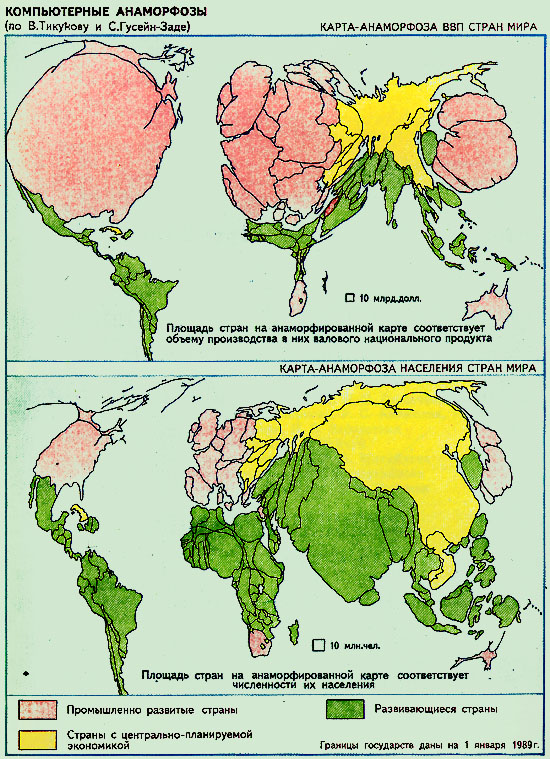 КОМПЬЮТЕРНЫЕ АНАМОРФОЗЫ
(по В.Тикунову и С.Гусейн-Заде)
КАРТА-АНАМОРФОЗА ВВП СТРАН МИРА
10 млрд.долл.
Площадь стран на анаморфированной карте соответствует
объему производства в них валового национального продукта
КАРТА-АНАМОРФОЗА НАСЕЛЕНИЯ СТРАН МИРА
10 млн.чел.
Площадь стран на анаморфированной карте соответствует
численности их населения
Промышленно развитые страны
Развивающиеся страны
Страны с центрально-планируемой
экономикой
Границы государств даны на 1 января 1989г.